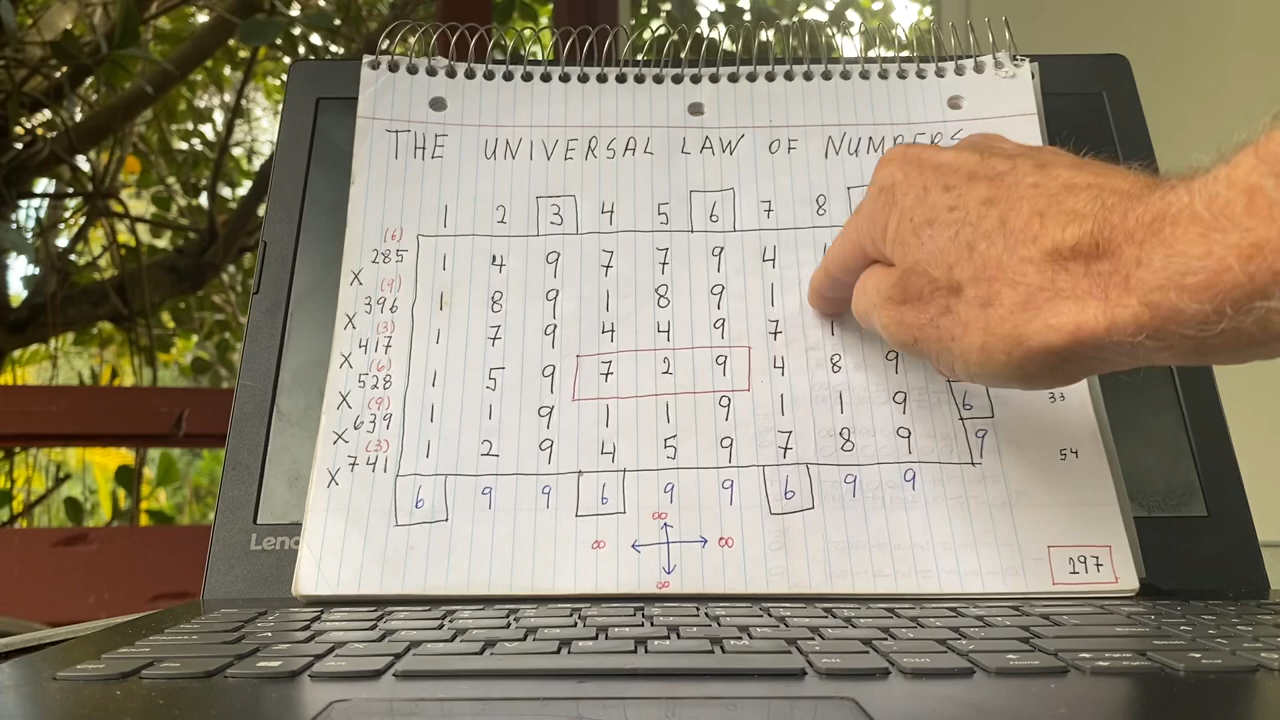 THE UNIVERSAL LAW OF NUMBERS
1 2 3 4 5 6 7 8
(6)
285 1 4 9 7 7 9 4
X (9)
396 1 8 9 1 8 9 1
X (3)
417 1 7 9 4 4 9 7 1
X (6)
528 1 5 9 7 2 9 4 8 9
X (9)
639 1 1 9 1 1 9 1 1 9 6 33
X (3)
741 1 2 9 4 5 9 7 8 9 9 54
X
6 9 9 6 9 9 6 9 9
∞
∞ ∞
∞
197
Leno